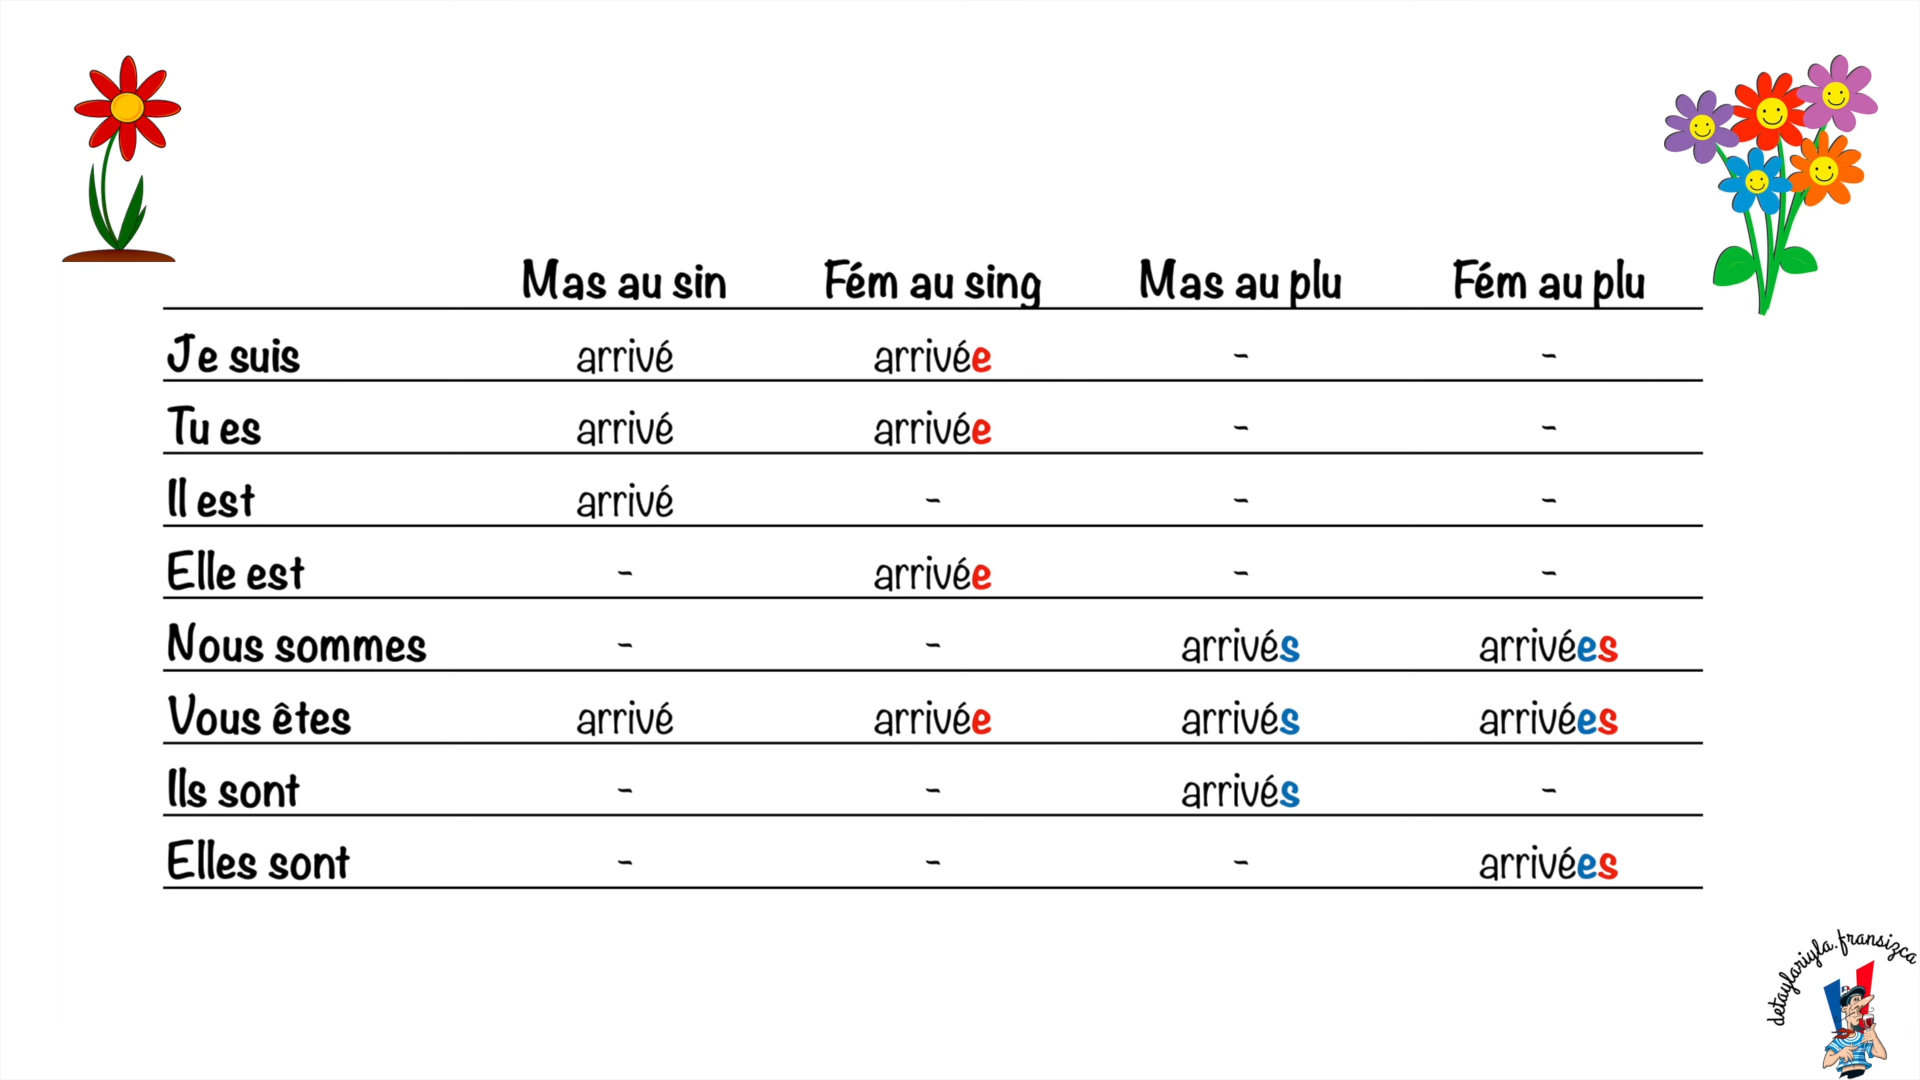 Mas au sin Fém au sing Mas au plu Fém au plu
Je suis arrivé arrivée - -
Tu es arrivé arrivée - -
Il est arrivé - - -
Elle est - arrivée - -
Nous sommes - - arrivés arrivées
Vous êtes arrivé arrivée arrivés arrivées
Ils sont - - arrivés -
Elles sont - - - arrivées
detaylariyla.fransizca